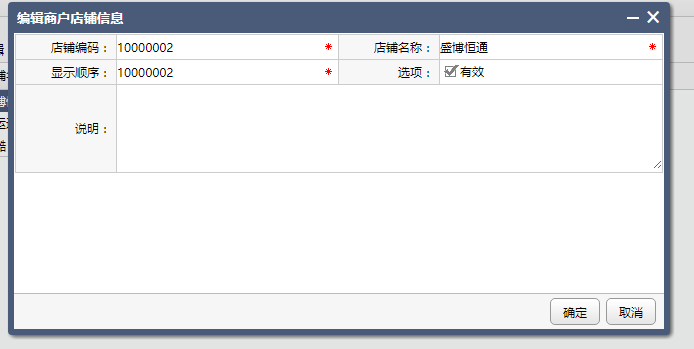 编辑商户店铺信息
店铺编码： 10000002 * 店铺名称： 盛博恒通 *
显示顺序： 10000002 * 选项： 有效
说明：
确定 取消